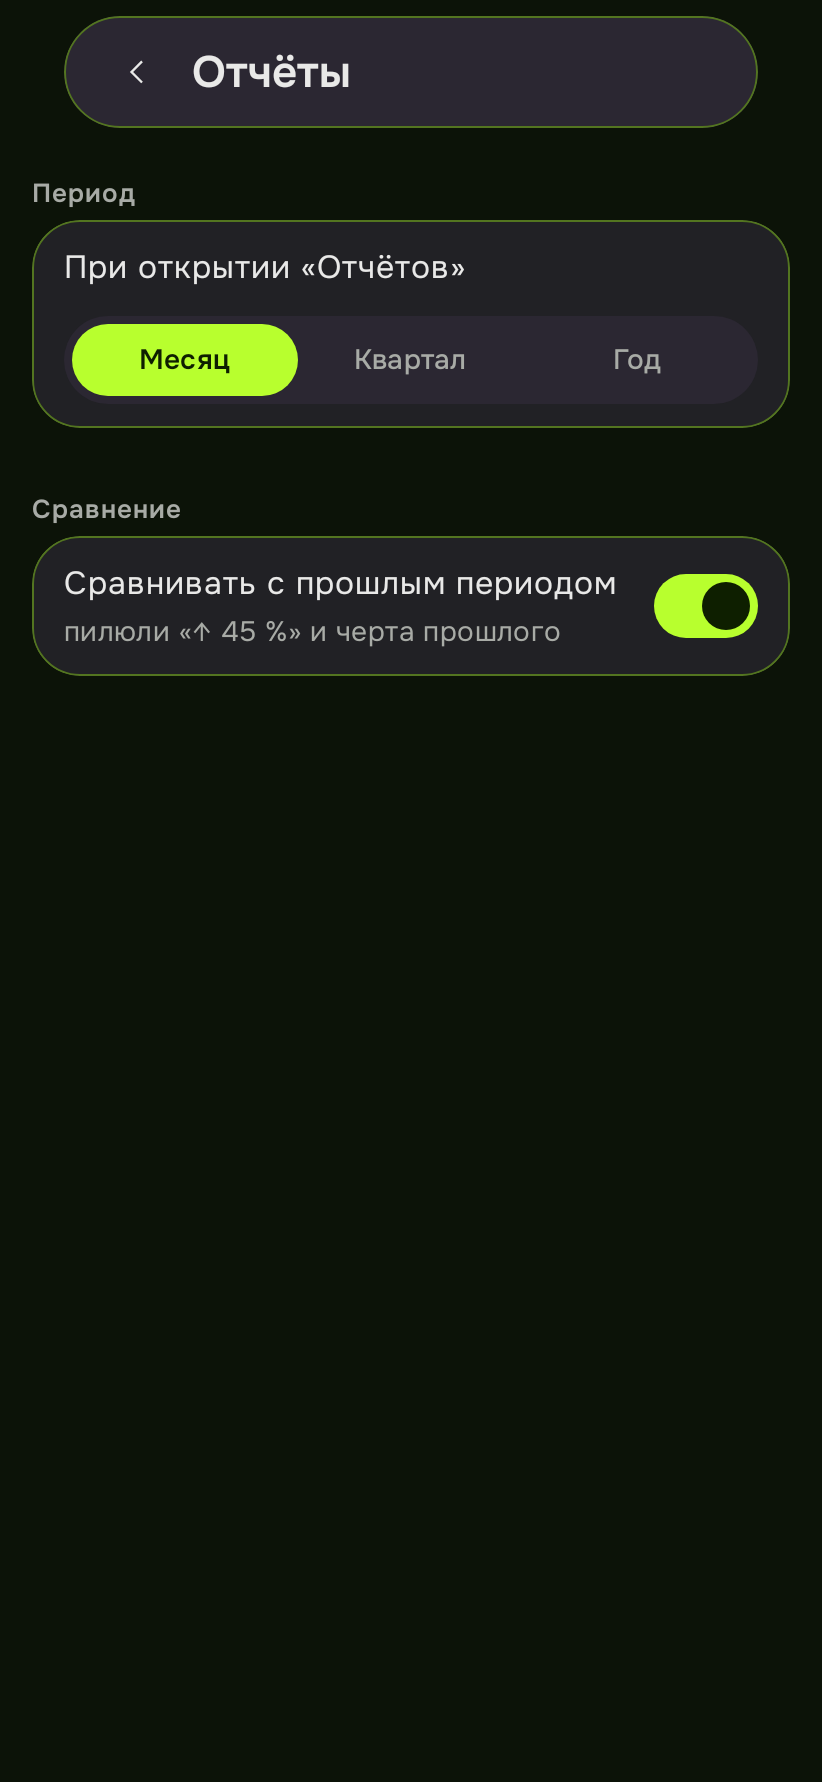 Отчёты
Период
При открытии «Отчётов»
Месяц Квартал Год
Сравнение
Сравнивать с прошлым периодом
пилюли «↑ 45 %» и черта прошлого